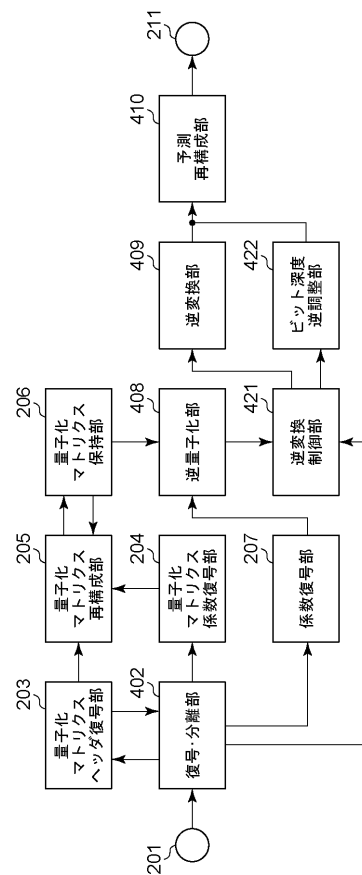 201
402
復号・分離部
203
量子化
マトリクス
ヘッダ復号部
205
量子化
マトリクス
再構成部
206
量子化
マトリクス
保持部
204
量子化
マトリクス
係数復号部
207
係数復号部
408
逆量子化部
421
逆変換
制御部
409
逆変換部
422
ビット深度
逆調整部
410
予測
再構成部
211